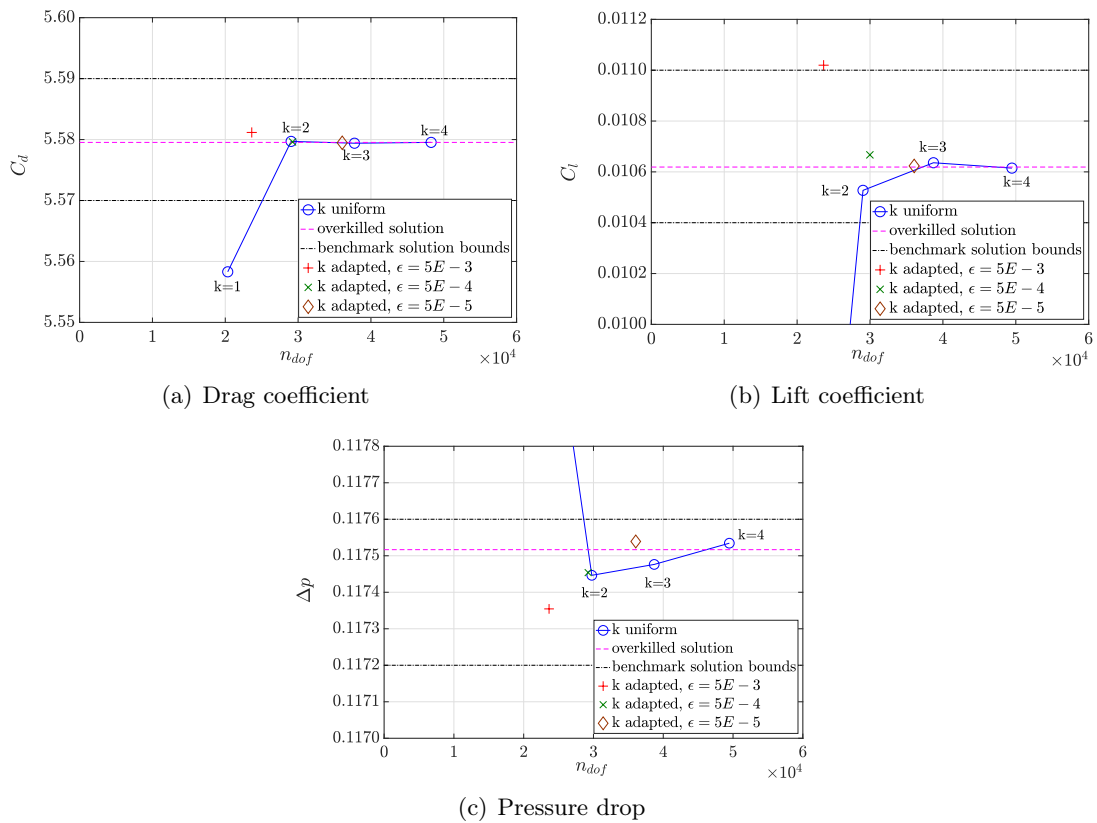 5.60
5.59
5.58
5.57
5.56
5.55
C_d
k=2
k=4
k=3
k=1
k uniform
overkilled solution
benchmark solution bounds
k adapted, ϵ = 5E − 3
k adapted, ϵ = 5E − 4
k adapted, ϵ = 5E − 5
0 1 2 3 4 5 6
n_dof
×10^4
(a) Drag coefficient
0.0112
0.0110
0.0108
0.0106
0.0104
0.0102
0.0100
C_l
k=3
k=2
k=4
k uniform
overkilled solution
benchmark solution bounds
k adapted, ϵ = 5E − 3
k adapted, ϵ = 5E − 4
k adapted, ϵ = 5E − 5
0 1 2 3 4 5 6
n_dof
×10^4
(b) Lift coefficient
0.1178
0.1177
0.1176
0.1175
0.1174
0.1173
0.1172
0.1171
0.1170
Δp
k=4
k=3
k=2
k uniform
overkilled solution
benchmark solution bounds
k adapted, ϵ = 5E − 3
k adapted, ϵ = 5E − 4
k adapted, ϵ = 5E − 5
0 1 2 3 4 5 6
n_dof
×10^4
(c) Pressure drop